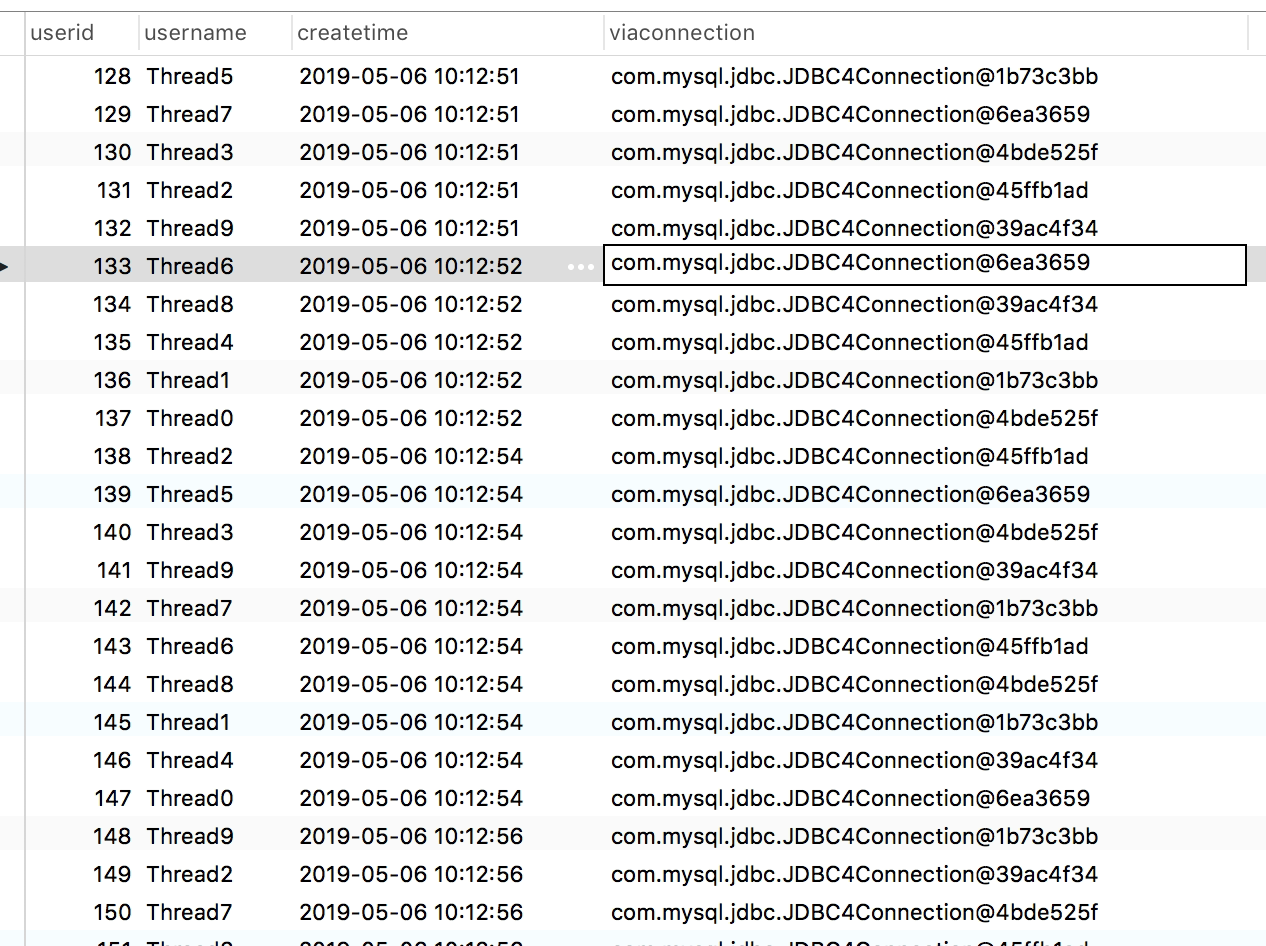 userid username createtime viaconnection
128 Thread5 2019-05-06 10:12:51 com.mysql.jdbc.JDBC4Connection@1b73c3bb
129 Thread7 2019-05-06 10:12:51 com.mysql.jdbc.JDBC4Connection@6ea3659
130 Thread3 2019-05-06 10:12:51 com.mysql.jdbc.JDBC4Connection@4bde525f
131 Thread2 2019-05-06 10:12:51 com.mysql.jdbc.JDBC4Connection@45ffb1ad
132 Thread9 2019-05-06 10:12:51 com.mysql.jdbc.JDBC4Connection@39ac4f34
133 Thread6 2019-05-06 10:12:52 com.mysql.jdbc.JDBC4Connection@6ea3659
134 Thread8 2019-05-06 10:12:52 com.mysql.jdbc.JDBC4Connection@39ac4f34
135 Thread4 2019-05-06 10:12:52 com.mysql.jdbc.JDBC4Connection@45ffb1ad
136 Thread1 2019-05-06 10:12:52 com.mysql.jdbc.JDBC4Connection@1b73c3bb
137 Thread0 2019-05-06 10:12:52 com.mysql.jdbc.JDBC4Connection@4bde525f
138 Thread2 2019-05-06 10:12:54 com.mysql.jdbc.JDBC4Connection@45ffb1ad
139 Thread5 2019-05-06 10:12:54 com.mysql.jdbc.JDBC4Connection@6ea3659
140 Thread3 2019-05-06 10:12:54 com.mysql.jdbc.JDBC4Connection@4bde525f
141 Thread9 2019-05-06 10:12:54 com.mysql.jdbc.JDBC4Connection@39ac4f34
142 Thread7 2019-05-06 10:12:54 com.mysql.jdbc.JDBC4Connection@1b73c3bb
143 Thread6 2019-05-06 10:12:54 com.mysql.jdbc.JDBC4Connection@45ffb1ad
144 Thread8 2019-05-06 10:12:54 com.mysql.jdbc.JDBC4Connection@4bde525f
145 Thread1 2019-05-06 10:12:54 com.mysql.jdbc.JDBC4Connection@1b73c3bb
146 Thread4 2019-05-06 10:12:54 com.mysql.jdbc.JDBC4Connection@39ac4f34
147 Thread0 2019-05-06 10:12:54 com.mysql.jdbc.JDBC4Connection@6ea3659
148 Thread9 2019-05-06 10:12:56 com.mysql.jdbc.JDBC4Connection@1b73c3bb
149 Thread2 2019-05-06 10:12:56 com.mysql.jdbc.JDBC4Connection@39ac4f34
150 Thread7 2019-05-06 10:12:56 com.mysql.jdbc.JDBC4Connection@4bde525f